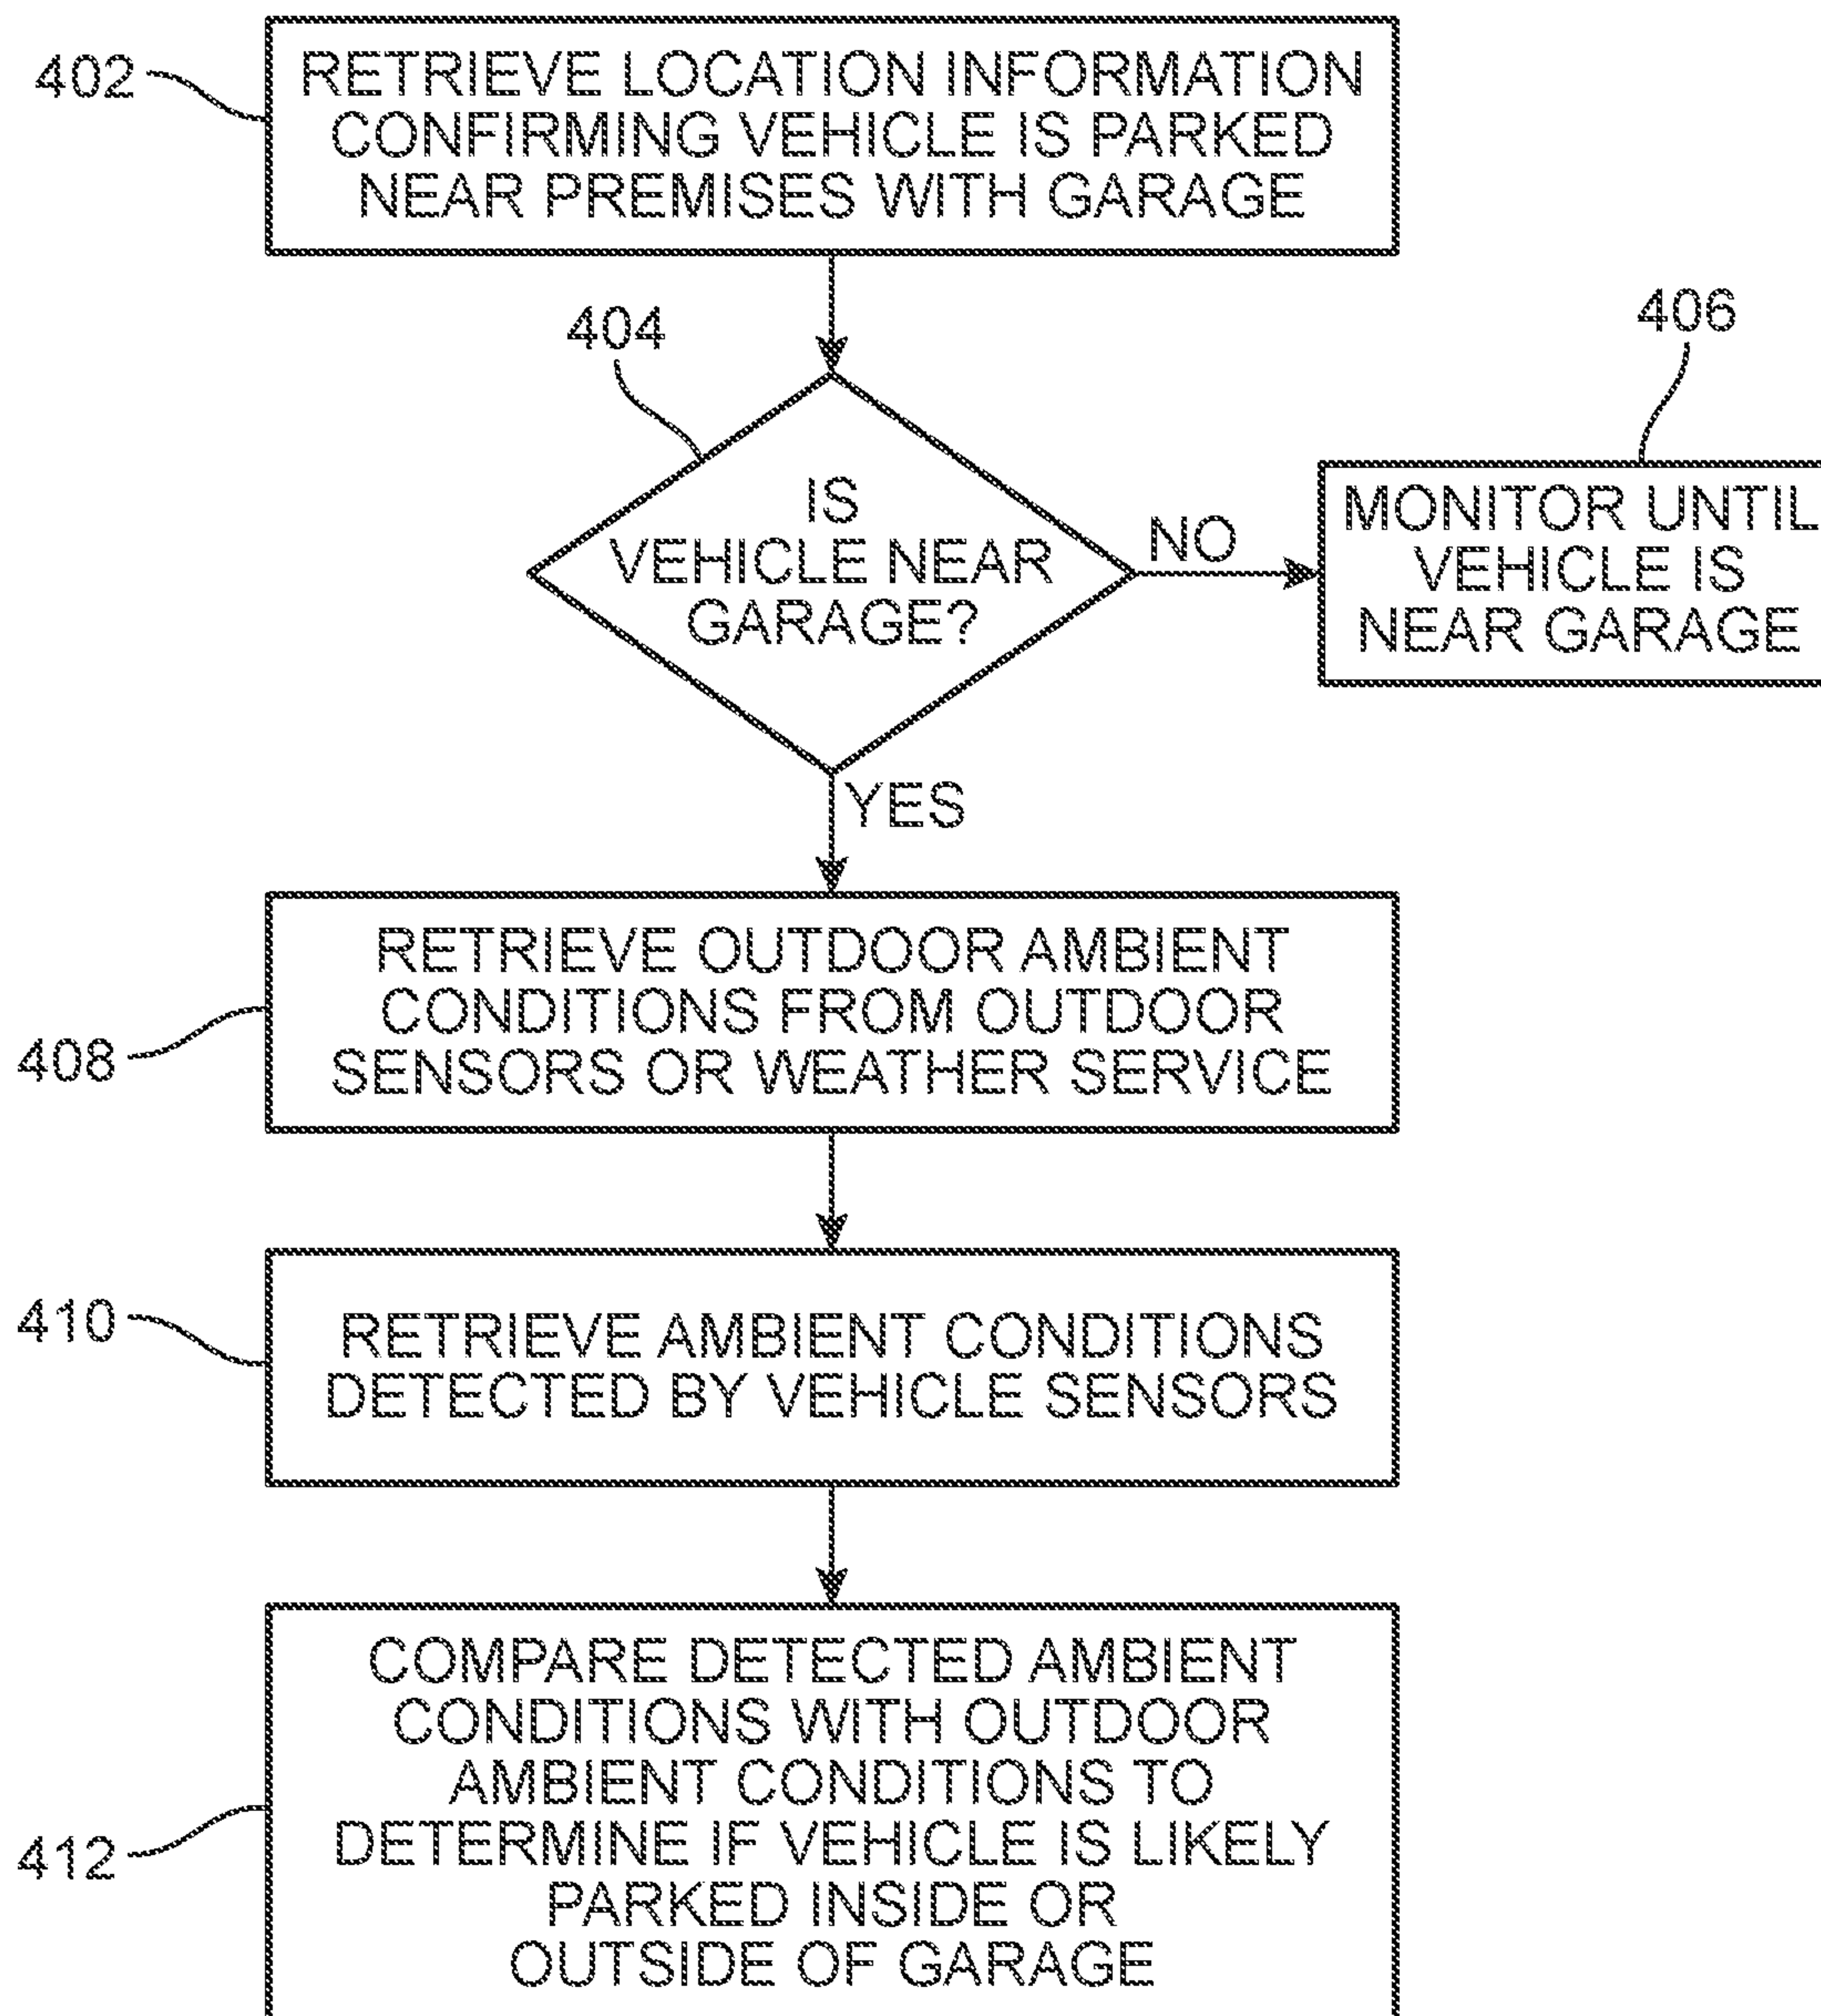 402
RETRIEVE LOCATION INFORMATION
CONFIRMING VEHICLE IS PARKED
NEAR PREMISES WITH GARAGE
404
406
IS
VEHICLE NEAR
GARAGE?
NO
MONITOR UNTIL
VEHICLE IS
NEAR GARAGE
YES
408
RETRIEVE OUTDOOR AMBIENT
CONDITIONS FROM OUTDOOR
SENSORS OR WEATHER SERVICE
410
RETRIEVE AMBIENT CONDITIONS
DETECTED BY VEHICLE SENSORS
412
COMPARE DETECTED AMBIENT
CONDITIONS WITH OUTDOOR
AMBIENT CONDITIONS TO
DETERMINE IF VEHICLE IS LIKELY
PARKED INSIDE OR
OUTSIDE OF GARAGE